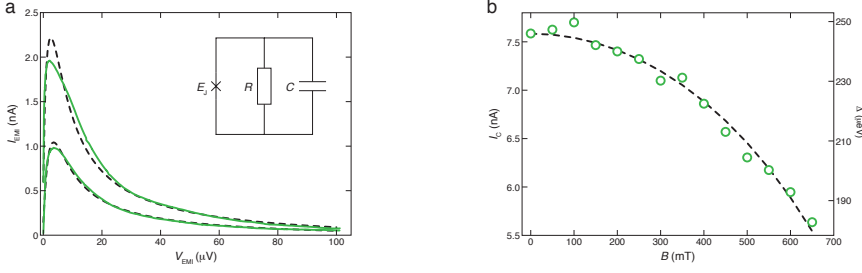 a
I_EMI (nA)
2.5
2.0
1.5
1.0
0.5
0
0 20 40 60 80 100
V_EMI (μV)
E_J
R
C
b
I_C (nA)
7.5
7.0
6.5
6.0
5.5
0 100 200 300 400 500 600 700
B (mT)
Δ (μeV)
250
230
210
190